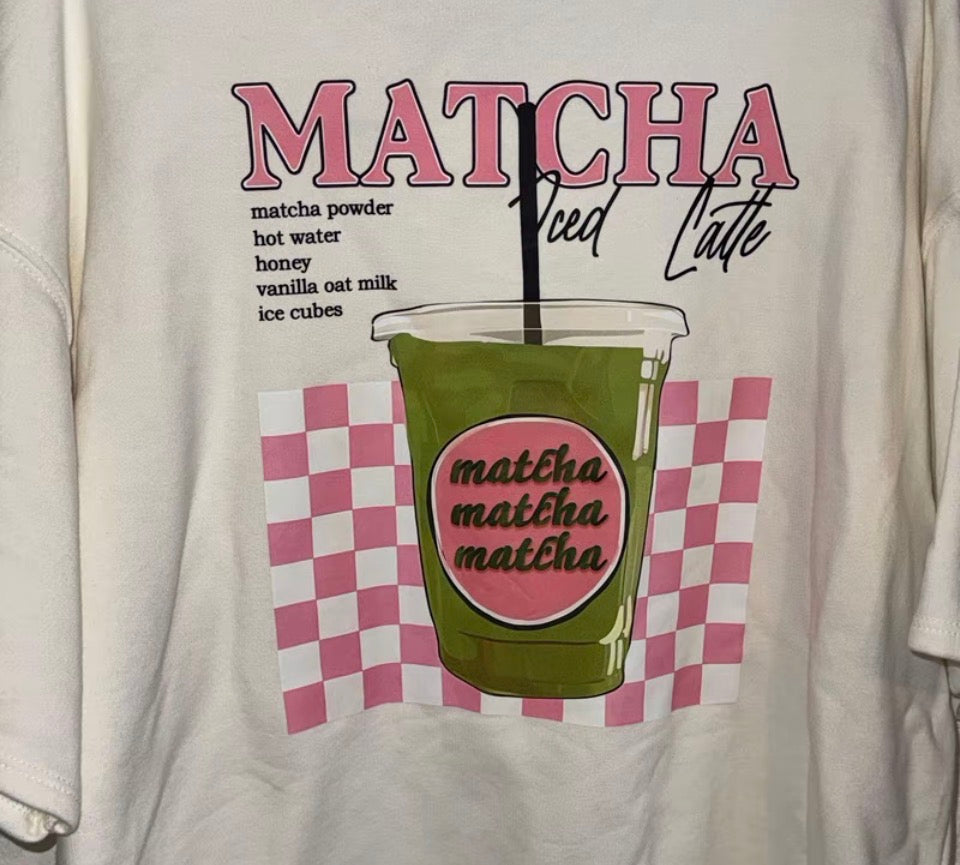 MATCHA
Iced Latte
matcha powder
hot water
honey
vanilla oat milk
ice cubes
matcha
matcha
matcha